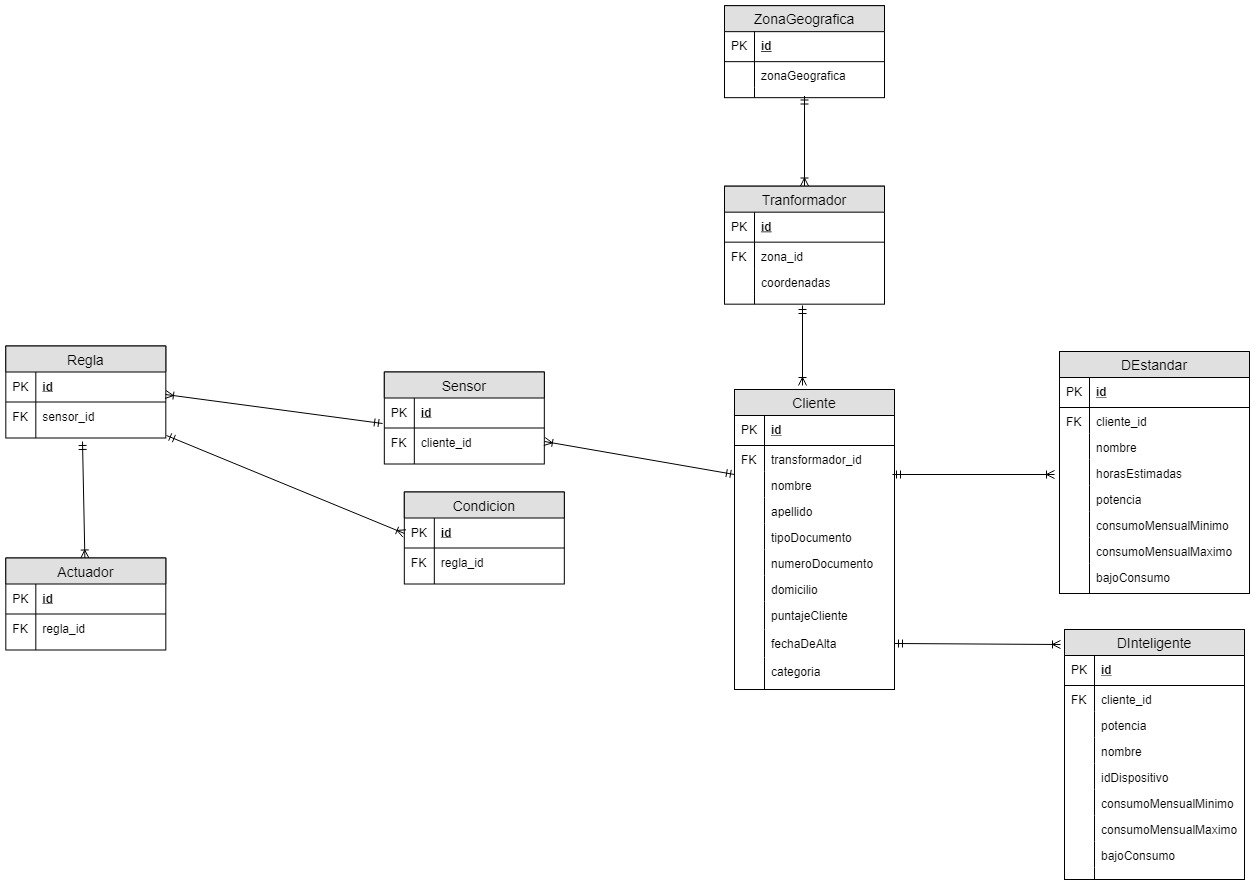 ZonaGeografica
PK id
zonaGeografica
Tranformador
PK id
FK zona_id
coordenadas
Regla
PK id
FK sensor_id
Sensor
PK id
FK cliente_id
Condicion
PK id
FK regla_id
Actuador
PK id
FK regla_id
Cliente
PK id
FK transformador_id
nombre
apellido
tipoDocumento
numeroDocumento
domicilio
puntajeCliente
fechaDeAlta
categoria
DEstandar
PK id
FK cliente_id
nombre
horasEstimadas
potencia
consumoMensualMinimo
consumoMensualMaximo
bajoConsumo
DInteligente
PK id
FK cliente_id
potencia
nombre
idDispositivo
consumoMensualMinimo
consumoMensualMaximo
bajoConsumo